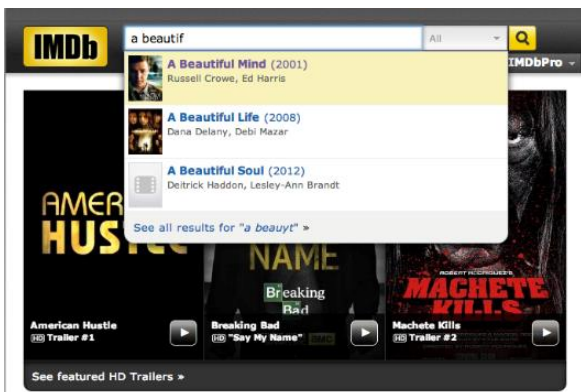 IMDb
a beautif
All
IMDbPro
A Beautiful Mind (2001)
Russell Crowe, Ed Harris
A Beautiful Life (2008)
Dana Delany, Debi Mazar
A Beautiful Soul (2012)
Deitrick Haddon, Lesley-Ann Brandt
See all results for "a beauyt" »
AMER
HUSTLE
NAME
Breaking
Bad
AMC
ROBERT RODRIGUEZ'S
MACHETE
KILLS
American Hustle
HD Trailer #1
Breaking Bad
HD "Say My Name"
Machete Kills
HD Trailer #2
See featured HD Trailers »